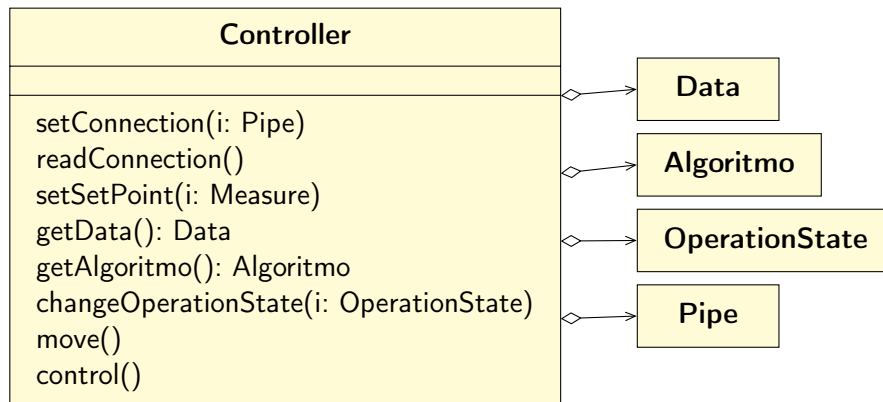 Controller
setConnection(i: Pipe)
readConnection()
setSetPoint(i: Measure)
getData(): Data
getAlgoritmo(): Algoritmo
changeOperationState(i: OperationState)
move()
control()
Data
Algoritmo
OperationState
Pipe